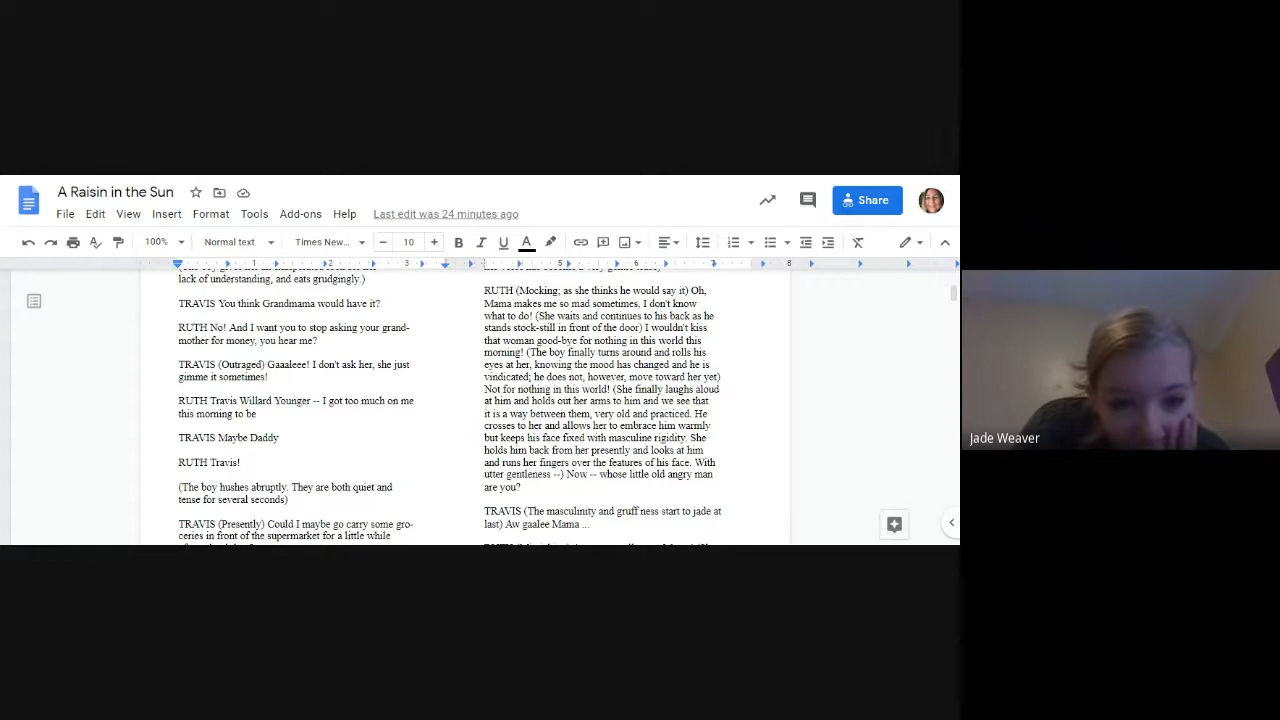 A Raisin in the Sun
File Edit View Insert Format Tools Add-ons Help Last edit was 24 minutes ago
Share
100% Normal text Times New... 10
1 2 3 5 6 7 8
lack of understanding, and eats grudgingly.)
TRAVIS You think Grandmama would have it?
RUTH No! And I want you to stop asking your grand-
mother for money, you hear me?
TRAVIS (Outraged) Gaaaleee! I don't ask her, she just
gimme it sometimes!
RUTH Travis Willard Younger -- I got too much on me
this morning to be
TRAVIS Maybe Daddy
RUTH Travis!
(The boy hushes abruptly. They are both quiet and
tense for several seconds)
TRAVIS (Presently) Could I maybe go carry some gro-
ceries in front of the supermarket for a little while
RUTH (Mocking; as she thinks he would say it) Oh,
Mama makes me so mad sometimes, I don't know
what to do! (She waits and continues to his back as he
stands stock-still in front of the door) I wouldn't kiss
that woman good-bye for nothing in this world this
morning! (The boy finally turns around and rolls his
eyes at her, knowing the mood has changed and he is
vindicated; he does not, however, move toward her yet)
Not for nothing in this world! (She finally laughs aloud
at him and holds out her arms to him and we see that
it is a way between them, very old and practiced. He
crosses to her and allows her to embrace him warmly
but keeps his face fixed with masculine rigidity. She
holds him back from her presently and looks at him
and runs her fingers over the features of his face. With
utter gentleness --) Now -- whose little old angry man
are you?
TRAVIS (The masculinity and gruff ness start to jade at
last) Aw gaalee Mama ...
Jade Weaver